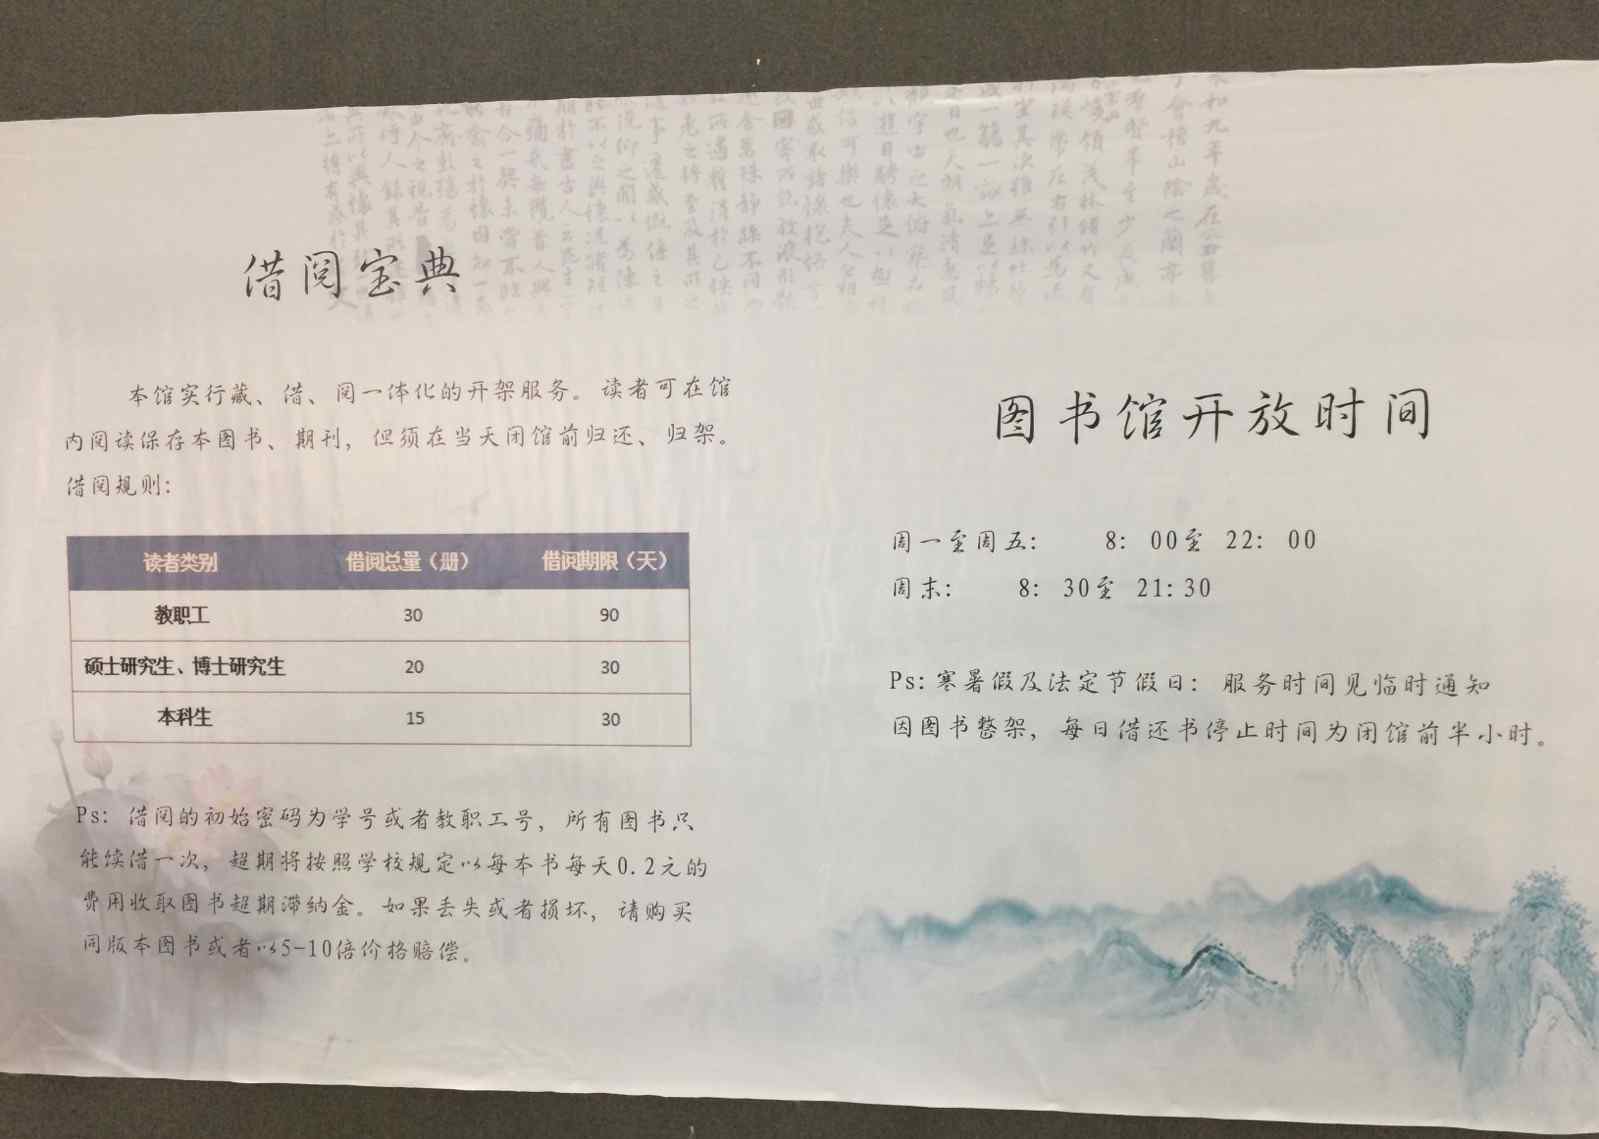 借阅宝典
本馆实行藏、借、阅一体化的开架服务。读者可在馆
内阅读保存本图书、期刊，但须在当天闭馆前归还、归架。
借阅规则：
读者类别 借阅总量（册） 借阅期限（天）
教职工 30 90
硕士研究生、博士研究生 20 30
本科生 15 30
Ps: 借阅的初始密码为学号或者教职工号，所有图书只
能续借一次，超期将按照学校规定以每本书每天0.2元的
费用收取图书超期滞纳金。如果丢失或者损坏，请购买
同版本图书或者以5-10倍价格赔偿。
图书馆开放时间
周一至周五: 8: 00至 22: 00
周末: 8: 30至 21:30
Ps:寒暑假及法定节假日: 服务时间见临时通知
因图书整架，每日借还书停止时间为闭馆前半小时。